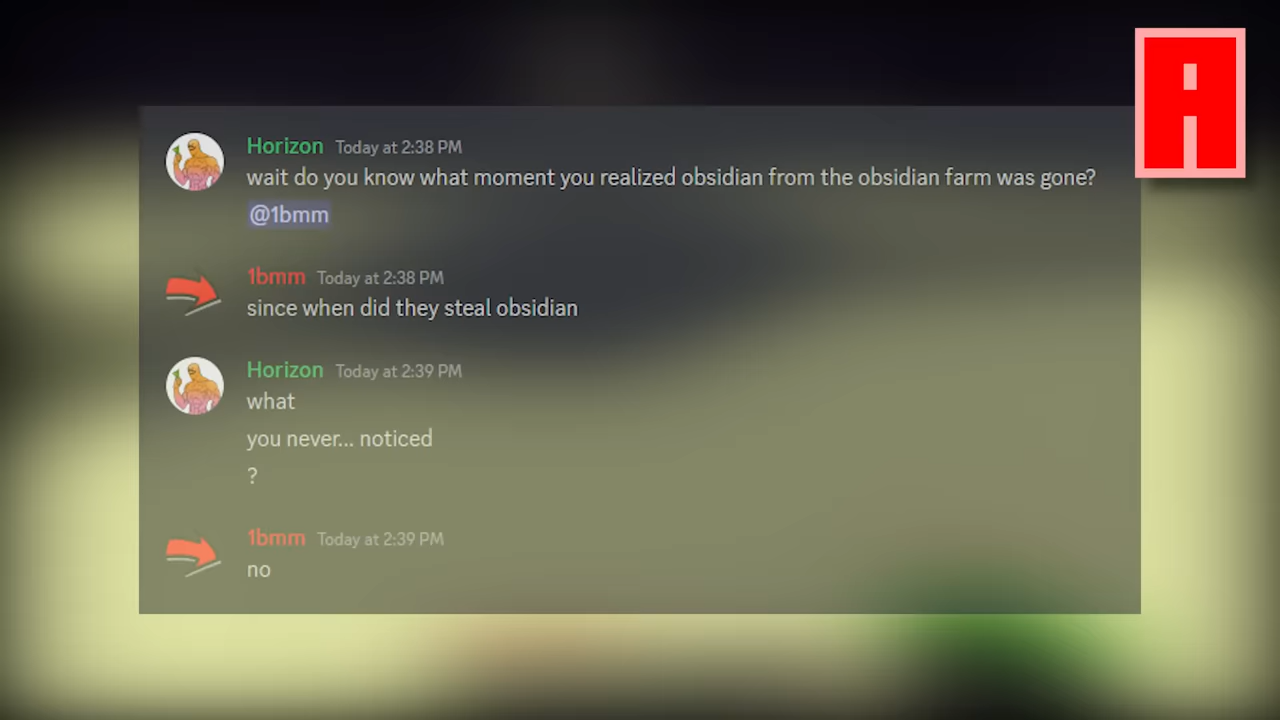 A
Horizon Today at 2:38 PM
wait do you know what moment you realized obsidian from the obsidian farm was gone?
@1bmm
1bmm Today at 2:38 PM
since when did they steal obsidian
Horizon Today at 2:39 PM
what
you never... noticed
?
1bmm Today at 2:39 PM
no